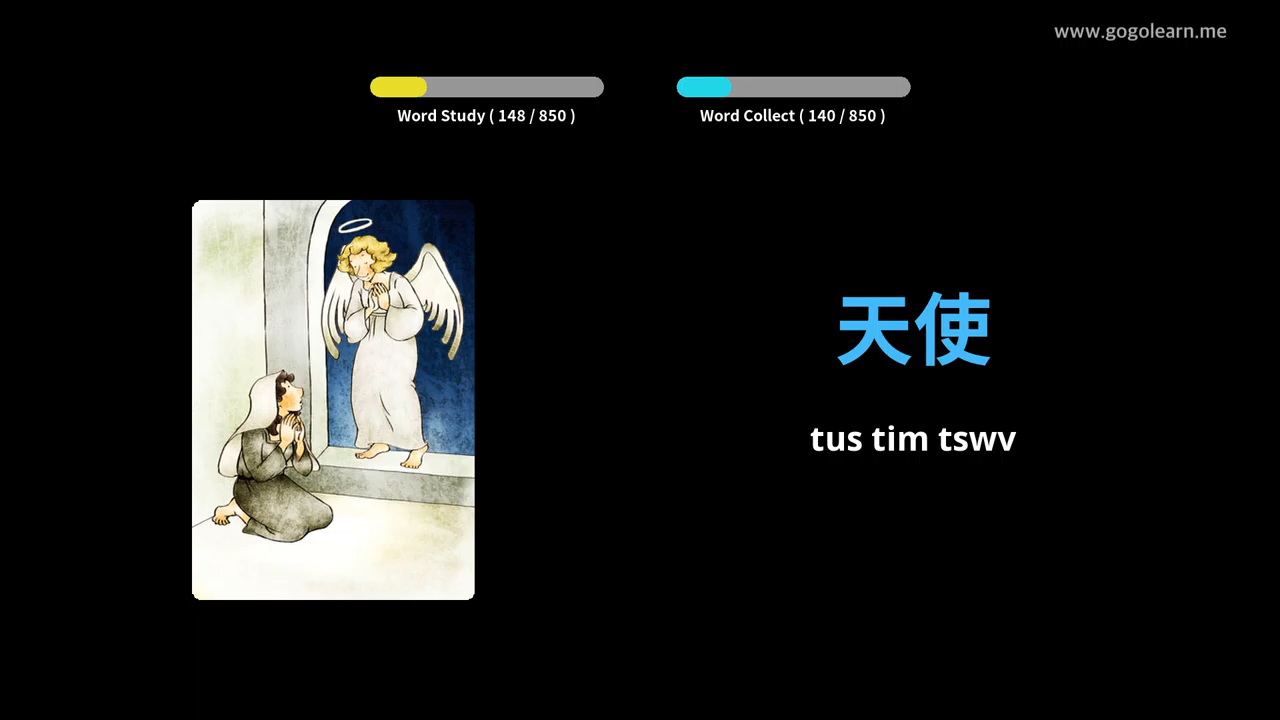 www.gogolearn.me
Word Study ( 148 / 850 )
Word Collect ( 140 / 850 )
天使
tus tim tswv